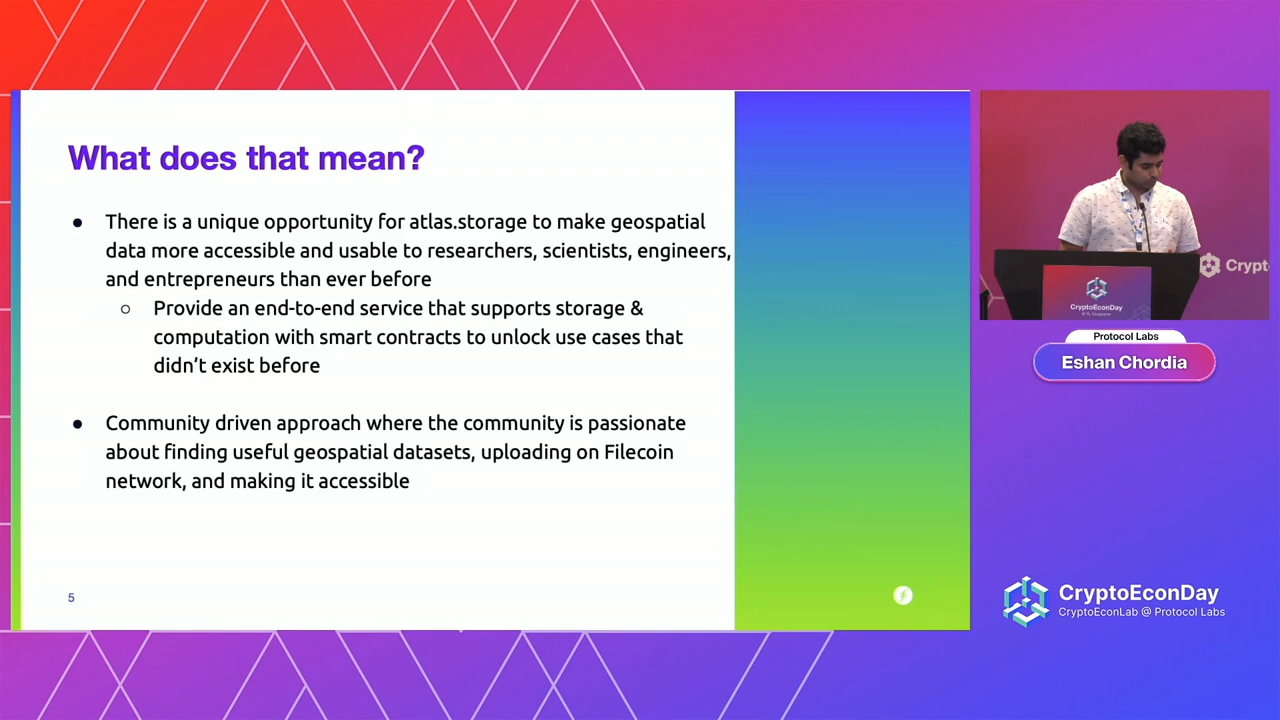 What does that mean?
● There is a unique opportunity for atlas.storage to make geospatial
data more accessible and usable to researchers, scientists, engineers,
and entrepreneurs than ever before
○ Provide an end-to-end service that supports storage &
computation with smart contracts to unlock use cases that
didn’t exist before
● Community driven approach where the community is passionate
about finding useful geospatial datasets, uploading on Filecoin
network, and making it accessible
5
Crypt
CryptoEconDay
Protocol Labs
Eshan Chordia
CryptoEconDay
CryptoEconLab @ Protocol Labs